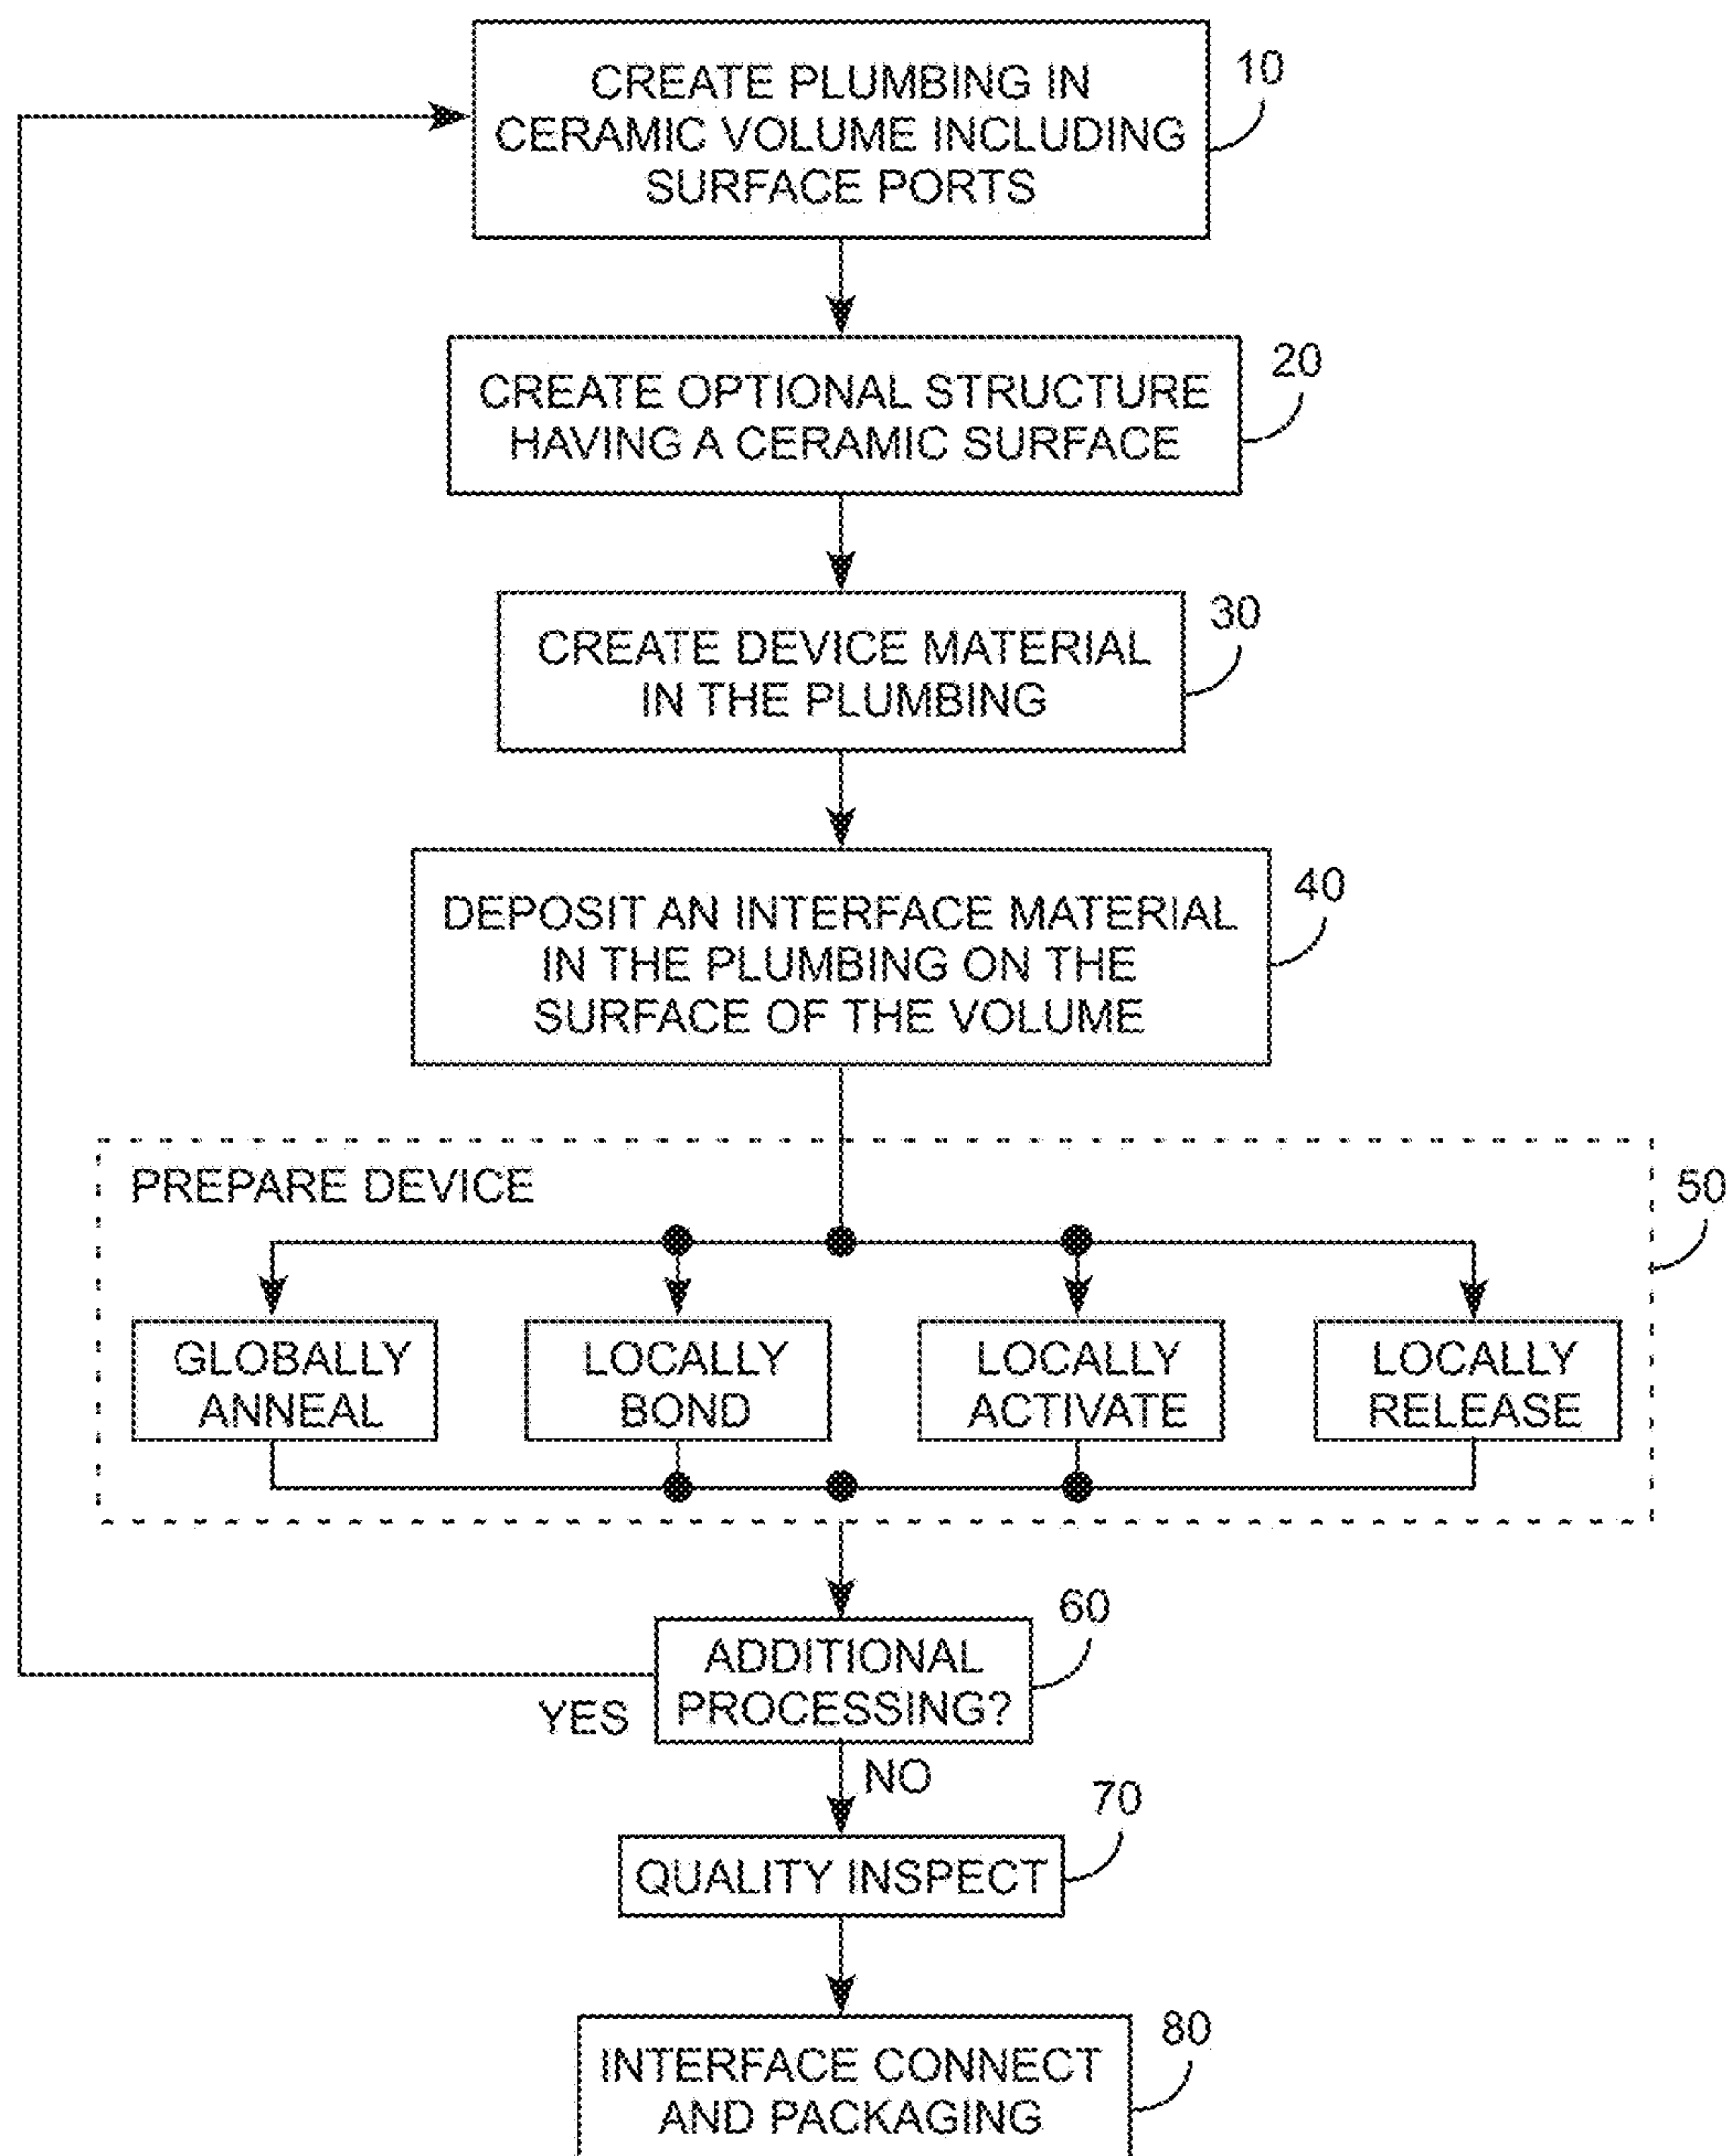 CREATE PLUMBING IN
CERAMIC VOLUME INCLUDING
SURFACE PORTS
10
CREATE OPTIONAL STRUCTURE
HAVING A CERAMIC SURFACE
20
CREATE DEVICE MATERIAL
IN THE PLUMBING
30
DEPOSIT AN INTERFACE MATERIAL
IN THE PLUMBING ON THE
SURFACE OF THE VOLUME
40
PREPARE DEVICE
50
GLOBALLY
ANNEAL
LOCALLY
BOND
LOCALLY
ACTIVATE
LOCALLY
RELEASE
ADDITIONAL
PROCESSING?
60
YES
NO
QUALITY INSPECT
70
INTERFACE CONNECT
AND PACKAGING
80